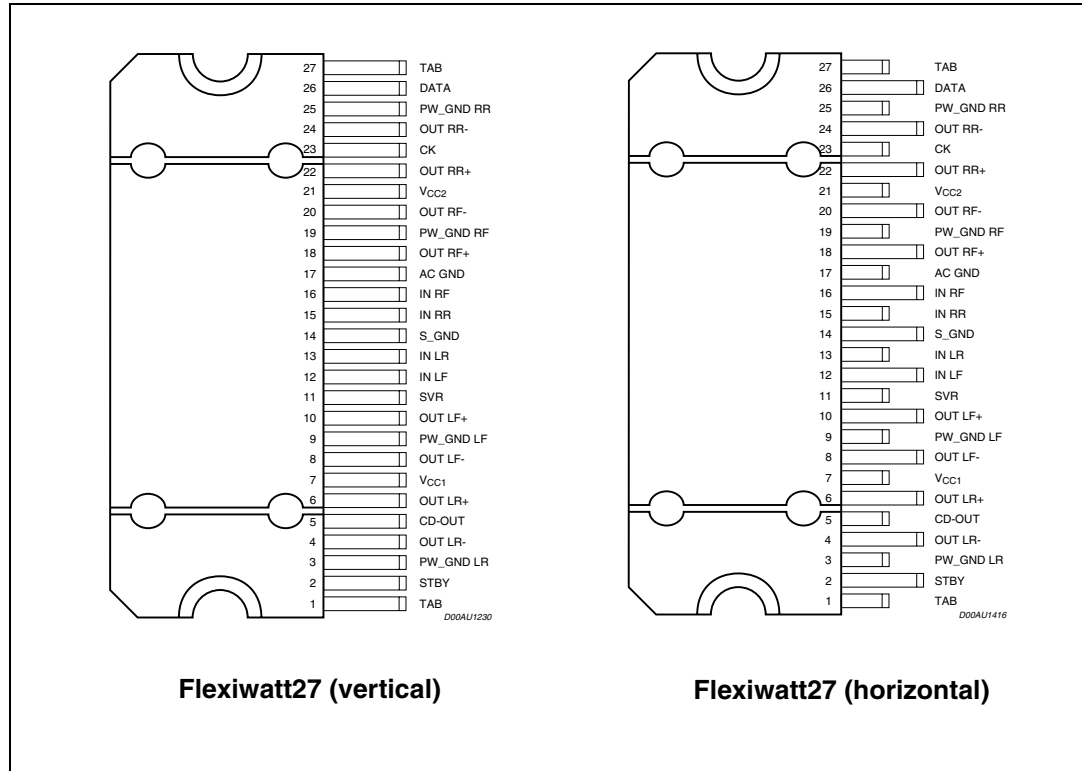 27 TAB
26 DATA
25 PW_GND RR
24 OUT RR-
23 CK
22 OUT RR+
21 VCC2
20 OUT RF-
19 PW_GND RF
18 OUT RF+
17 AC GND
16 IN RF
15 IN RR
14 S_GND
13 IN LR
12 IN LF
11 SVR
10 OUT LF+
9 PW_GND LF
8 OUT LF-
7 VCC1
6 OUT LR+
5 CD-OUT
4 OUT LR-
3 PW_GND LR
2 STBY
1 TAB
D00AU1230
Flexiwatt27 (vertical)
27 TAB
26 DATA
25 PW_GND RR
24 OUT RR-
23 CK
22 OUT RR+
21 VCC2
20 OUT RF-
19 PW_GND RF
18 OUT RF+
17 AC GND
16 IN RF
15 IN RR
14 S_GND
13 IN LR
12 IN LF
11 SVR
10 OUT LF+
9 PW_GND LF
8 OUT LF-
7 VCC1
6 OUT LR+
5 CD-OUT
4 OUT LR-
3 PW_GND LR
2 STBY
1 TAB
D00AU1416
Flexiwatt27 (horizontal)